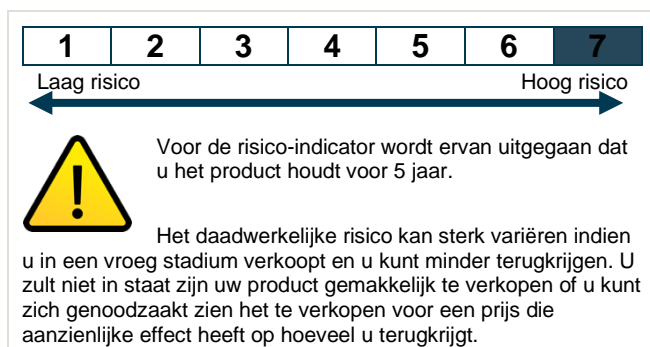 1 2 3 4 5 6 7
Laag risico Hoog risico
Voor de risico-indicator wordt ervan uitgegaan dat
u het product houdt voor 5 jaar.
Het daadwerkelijke risico kan sterk variëren indien
u in een vroeg stadium verkoopt en u kunt minder terugkrijgen. U
zult niet in staat zijn uw product gemakkelijk te verkopen of u kunt
zich genoodzaakt zien het te verkopen voor een prijs die
aanzienlijke effect heeft op hoeveel u terugkrijgt.